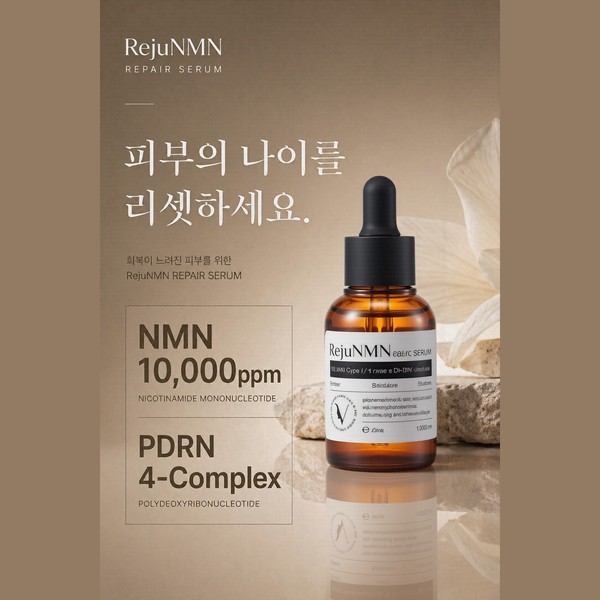 RejuNMN
REPAIR SERUM
피부의 나이를
리셋하세요.
회복이 느려진 피부를 위한
RejuNMN REPAIR SERUM
NMN
10,000ppm
NICOTINAMIDE MONONUCLEOTIDE
PDRN
4-Complex
POLYDEOXYRIBONUCLEOTIDE
RejuNMN SERUM